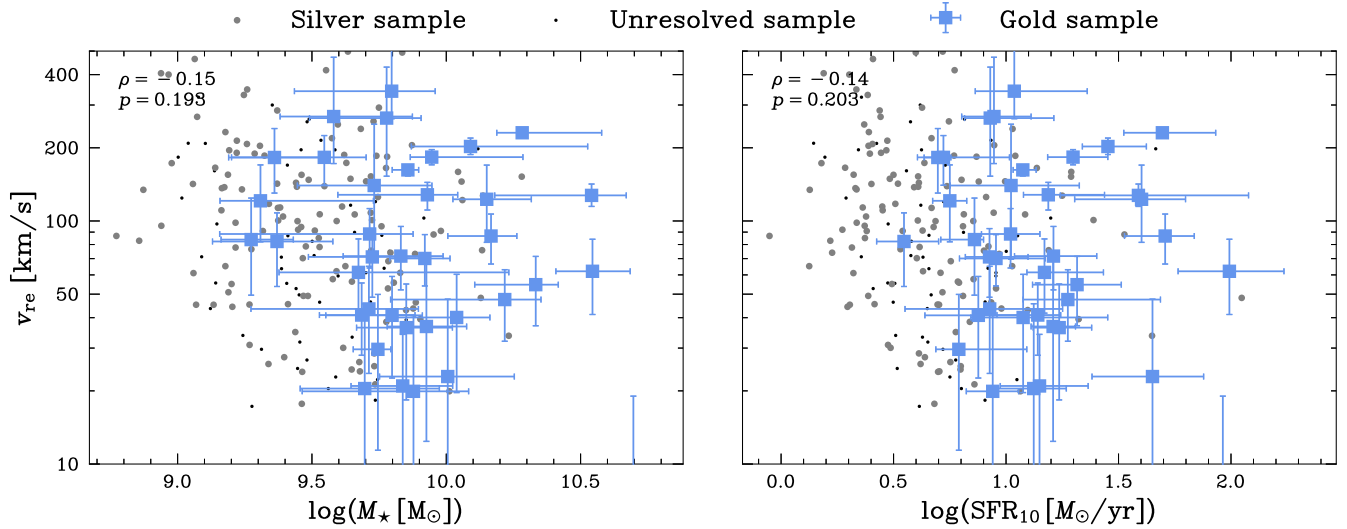 Silver sample Unresolved sample Gold sample
ρ = −0.15
p = 0.193
ρ = −0.14
p = 0.203
400
200
100
50
10
v_re [km/s]
9.0 9.5 10.0 10.5
0.0 0.5 1.0 1.5 2.0
log(M⋆[M⊙])
log(SFR₁₀[M⊙/yr])